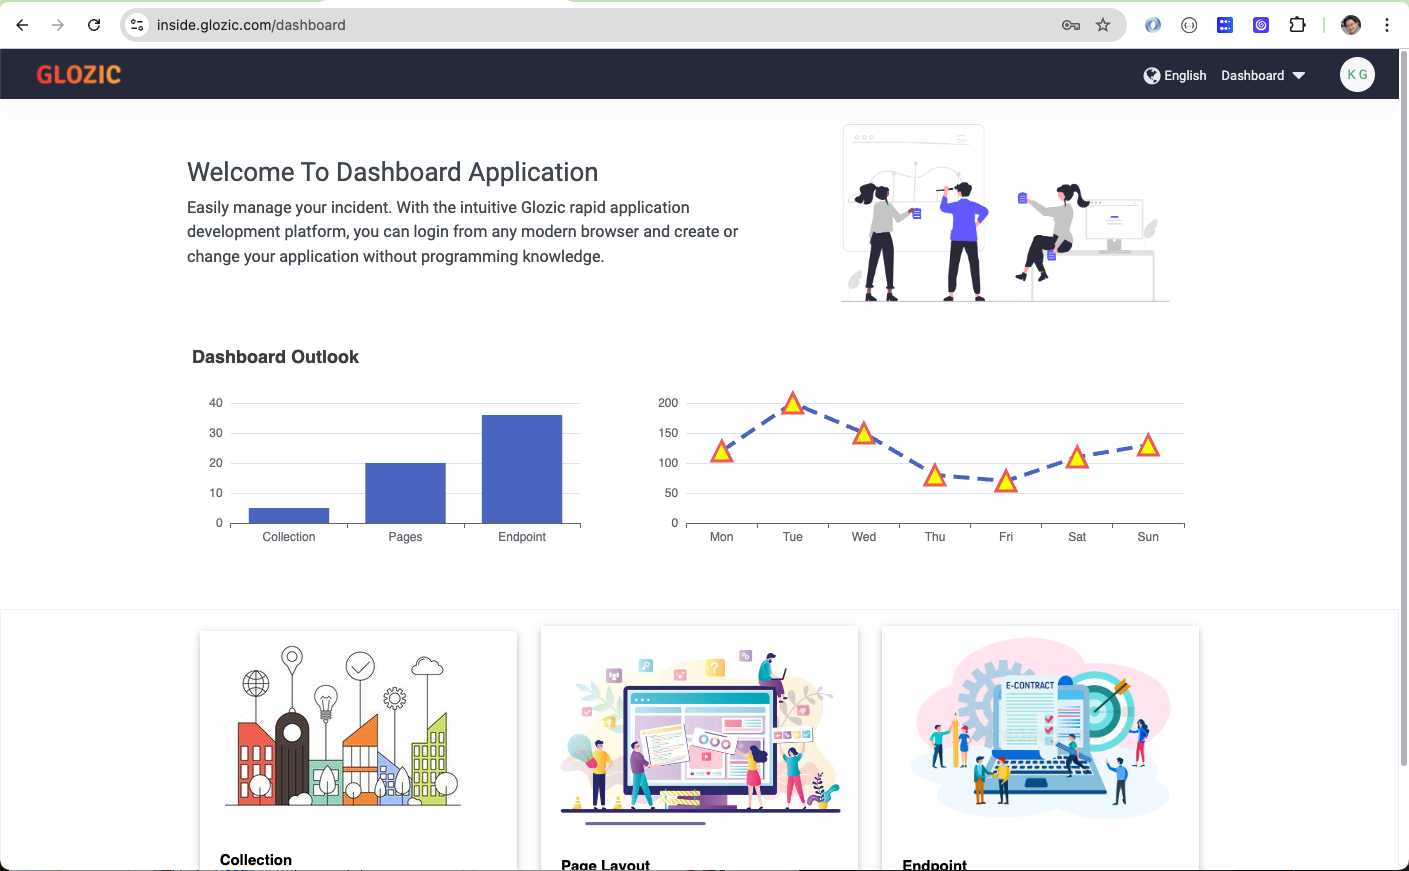 inside.glozic.com/dashboard
GLOZIC
English Dashboard
K G
Welcome To Dashboard Application
Easily manage your incident. With the intuitive Glozic rapid application
development platform, you can login from any modern browser and create or
change your application without programming knowledge.
Dashboard Outlook
40
30
20
10
0
Collection Pages Endpoint
200
150
100
50
0
Mon Tue Wed Thu Fri Sat Sun
?
E-CONTRACT
Collection
Page Layout
Endpoint